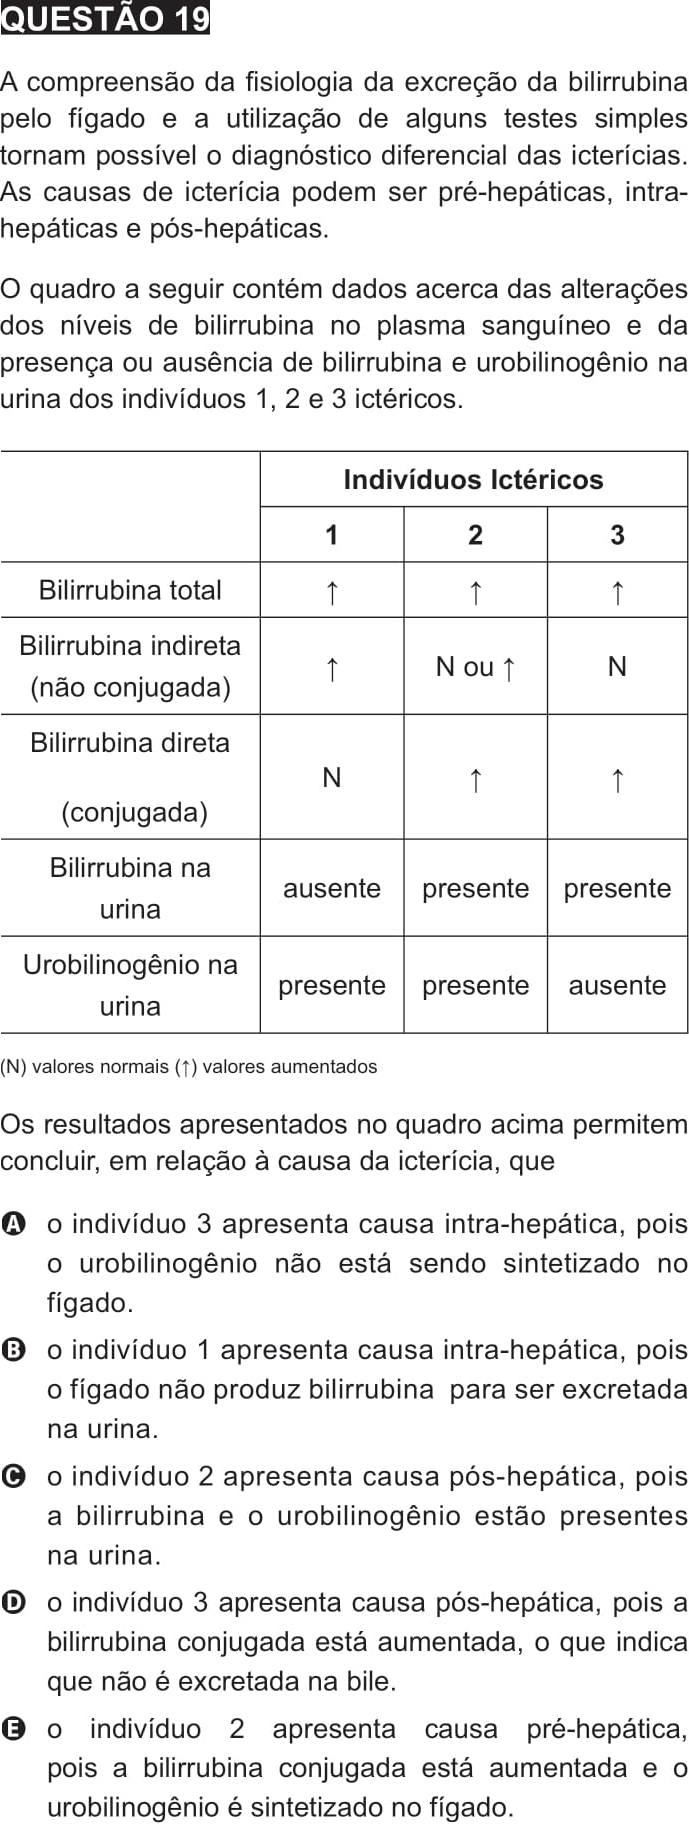 QUESTÃO 19
A compreensão da fisiologia da excreção da bilirrubina
pelo fígado e a utilização de alguns testes simples
tornam possível o diagnóstico diferencial das icterícias.
As causas de icterícia podem ser pré-hepáticas, intra-
hepáticas e pós-hepáticas.
O quadro a seguir contém dados acerca das alterações
dos níveis de bilirrubina no plasma sanguíneo e da
presença ou ausência de bilirrubina e urobilinogênio na
urina dos indivíduos 1, 2 e 3 ictéricos.
Indivíduos Ictéricos
1 2 3
Bilirrubina total ↑ ↑ ↑
Bilirrubina indireta
(não conjugada) ↑ N ou ↑ N
Bilirrubina direta
(conjugada) N ↑ ↑
Bilirrubina na
urina ausente presente presente
Urobilinogênio na
urina presente presente ausente
(N) valores normais (↑) valores aumentados
Os resultados apresentados no quadro acima permitem
concluir, em relação à causa da icterícia, que
A o indivíduo 3 apresenta causa intra-hepática, pois
o urobilinogênio não está sendo sintetizado no
fígado.
B o indivíduo 1 apresenta causa intra-hepática, pois
o fígado não produz bilirrubina para ser excretada
na urina.
C o indivíduo 2 apresenta causa pós-hepática, pois
a bilirrubina e o urobilinogênio estão presentes
na urina.
D o indivíduo 3 apresenta causa pós-hepática, pois a
bilirrubina conjugada está aumentada, o que indica
que não é excretada na bile.
E o indivíduo 2 apresenta causa pré-hepática,
pois a bilirrubina conjugada está aumentada e o
urobilinogênio é sintetizado no fígado.